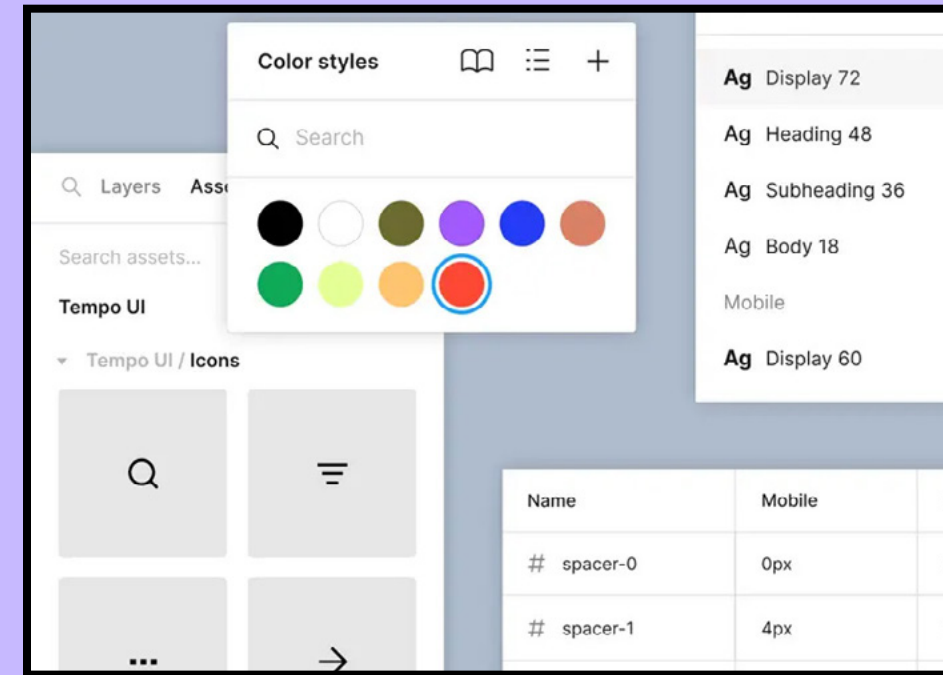 Color styles
Search
Layers Asse
Search assets...
Tempo UI
Tempo UI / Icons
Ag Display 72
Ag Heading 48
Ag Subheading 36
Ag Body 18
Mobile
Ag Display 60
Name Mobile
# spacer-0 0px
# spacer-1 4px